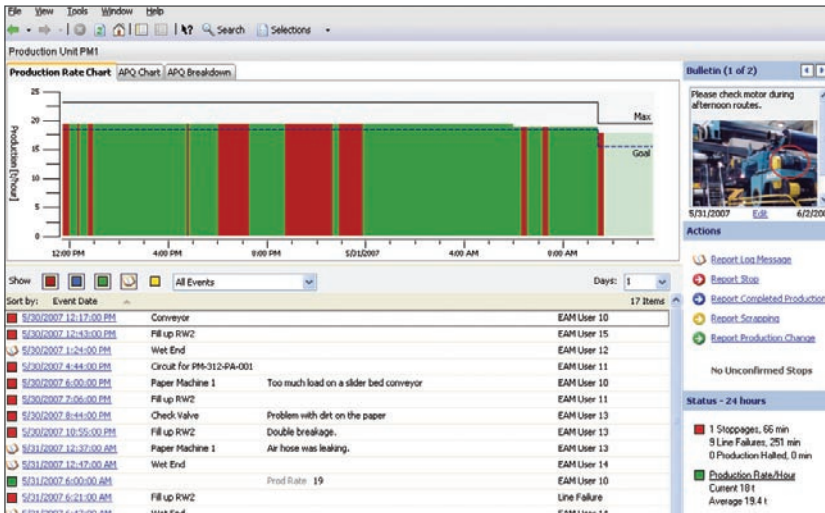 File View Tools Window Help
Search Selections
Production Unit PM1
Production Rate Chart APQ Chart APQ Breakdown
25
20
15
10
5
0
Production [t/hour]
Max
Goal
12:00 PM 4:00 PM 8:00 PM 5/31/2007 4:00 AM 8:00 AM
Show All Events Days: 1
Sort by: Event Date 17 Items
5/30/2007 12:17:00 PM Conveyor EAM User 10
5/30/2007 12:43:00 PM Fill up RW2 EAM User 15
5/30/2007 1:24:00 PM Wet End EAM User 12
5/30/2007 4:44:00 PM Circuit for PM-312-PA-001 EAM User 11
5/30/2007 6:00:00 PM Paper Machine 1 Too much load on a slider bed conveyor EAM User 10
5/30/2007 7:06:00 PM Fill up RW2 EAM User 11
5/30/2007 8:44:00 PM Check Valve Problem with dirt on the paper EAM User 13
5/30/2007 10:55:00 PM Fill up RW2 Double breakage. EAM User 13
5/31/2007 12:37:00 AM Paper Machine 1 Air hose was leaking. EAM User 13
5/31/2007 12:47:00 AM Wet End EAM User 14
5/31/2007 6:00:00 AM Prod Rate 19 EAM User 10
5/31/2007 6:21:00 AM Fill up RW2 Line Failure
5/31/2007 6:47:00 AM Wet End EAM User 14
Bulletin (1 of 2)
Please check motor during
afternoon routes.
5/31/2007 Edit 6/2/200
Actions
Report Log Message
Report Stop
Report Completed Production
Report Scrapping
Report Production Change
No Unconfirmed Stops
Status - 24 hours
1 Stoppages, 66 min
9 Line Failures, 251 min
0 Production Halted, 0 min
Production Rate/Hour
Current 18 t
Average 19.4 t